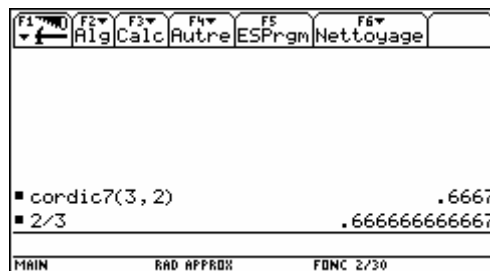 F1 F2 Alg F3 Calc F4 Autre F5 ESPrgm F6 Nettoyage
cordic7(3,2) .6667
2/3 .666666666667
MAIN RAD APPROX FONC 2/30